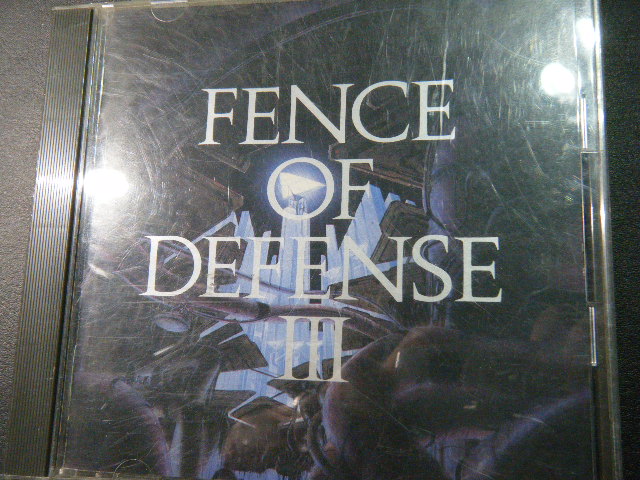 FENCE
OF
DEFENSE
III